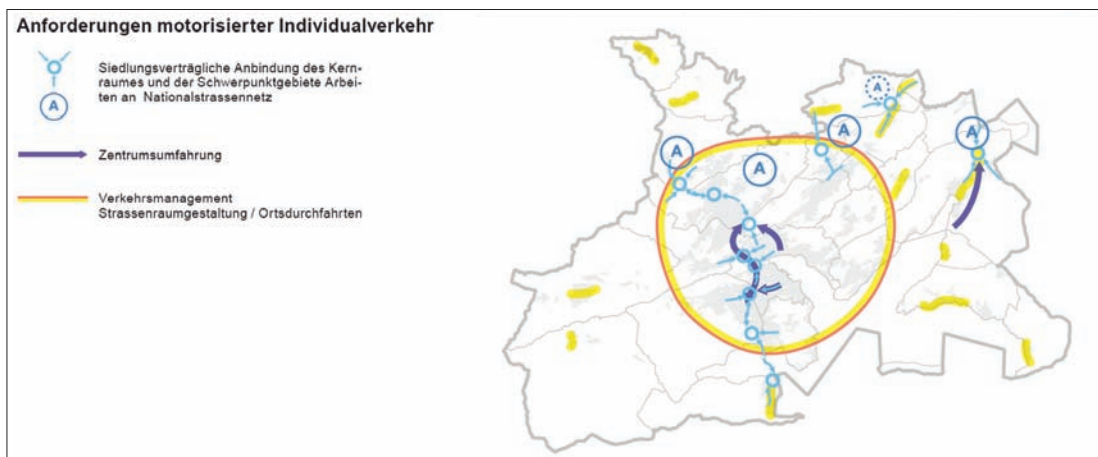 Anforderungen motorisierter Individualverkehr
Siedlungsverträgliche Anbindung des Kern-
raumes und der Schwerpunktgebiete Arbei-
ten an Nationalstrassennetz
A
Zentrumsumfahrung
Verkehrsmanagement
Strassenraumgestaltung / Ortsdurchfahrten
A
A
A
A
A